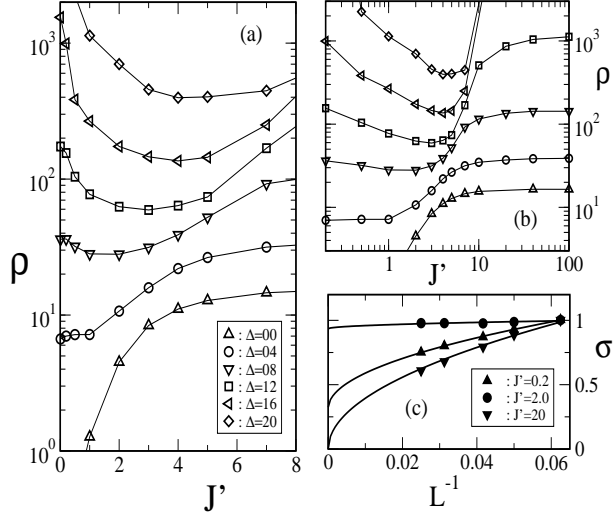 (a)
10³
10²
10¹
10⁰
ρ
0 2 4 6 8
J'
: Δ=00
: Δ=04
: Δ=08
: Δ=12
: Δ=16
: Δ=20
(b)
10³
10²
10¹
ρ
1 10 100
J'
(c)
1
0.5
0
σ
0 0.02 0.04 0.06
L⁻¹
: J'=0.2
: J'=2.0
: J'=20